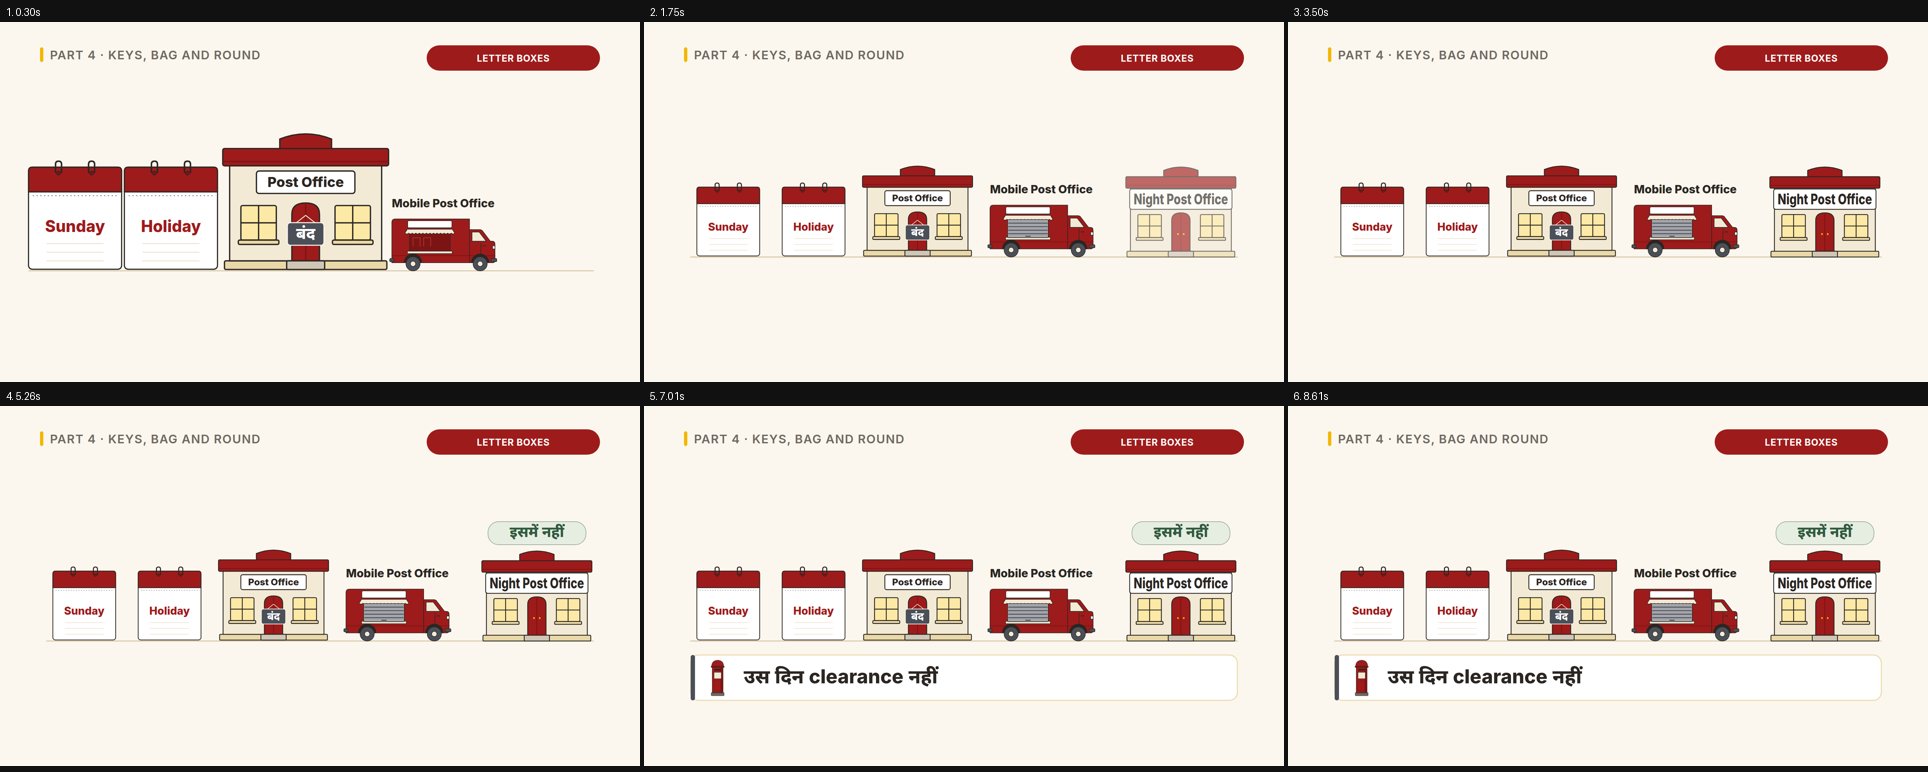 1. 0.30s
PART 4 · KEYS, BAG AND ROUND
LETTER BOXES
Sunday
Holiday
Post Office
बंद
Mobile Post Office
2. 1.75s
PART 4 · KEYS, BAG AND ROUND
LETTER BOXES
Sunday
Holiday
Post Office
बंद
Mobile Post Office
Night Post Office
3. 3.50s
PART 4 · KEYS, BAG AND ROUND
LETTER BOXES
Sunday
Holiday
Post Office
बंद
Mobile Post Office
Night Post Office
4. 5.26s
PART 4 · KEYS, BAG AND ROUND
LETTER BOXES
इसमें नहीं
Sunday
Holiday
Post Office
बंद
Mobile Post Office
Night Post Office
5. 7.01s
PART 4 · KEYS, BAG AND ROUND
LETTER BOXES
इसमें नहीं
Sunday
Holiday
Post Office
बंद
Mobile Post Office
Night Post Office
उस दिन clearance नहीं
6. 8.61s
PART 4 · KEYS, BAG AND ROUND
LETTER BOXES
इसमें नहीं
Sunday
Holiday
Post Office
बंद
Mobile Post Office
Night Post Office
उस दिन clearance नहीं